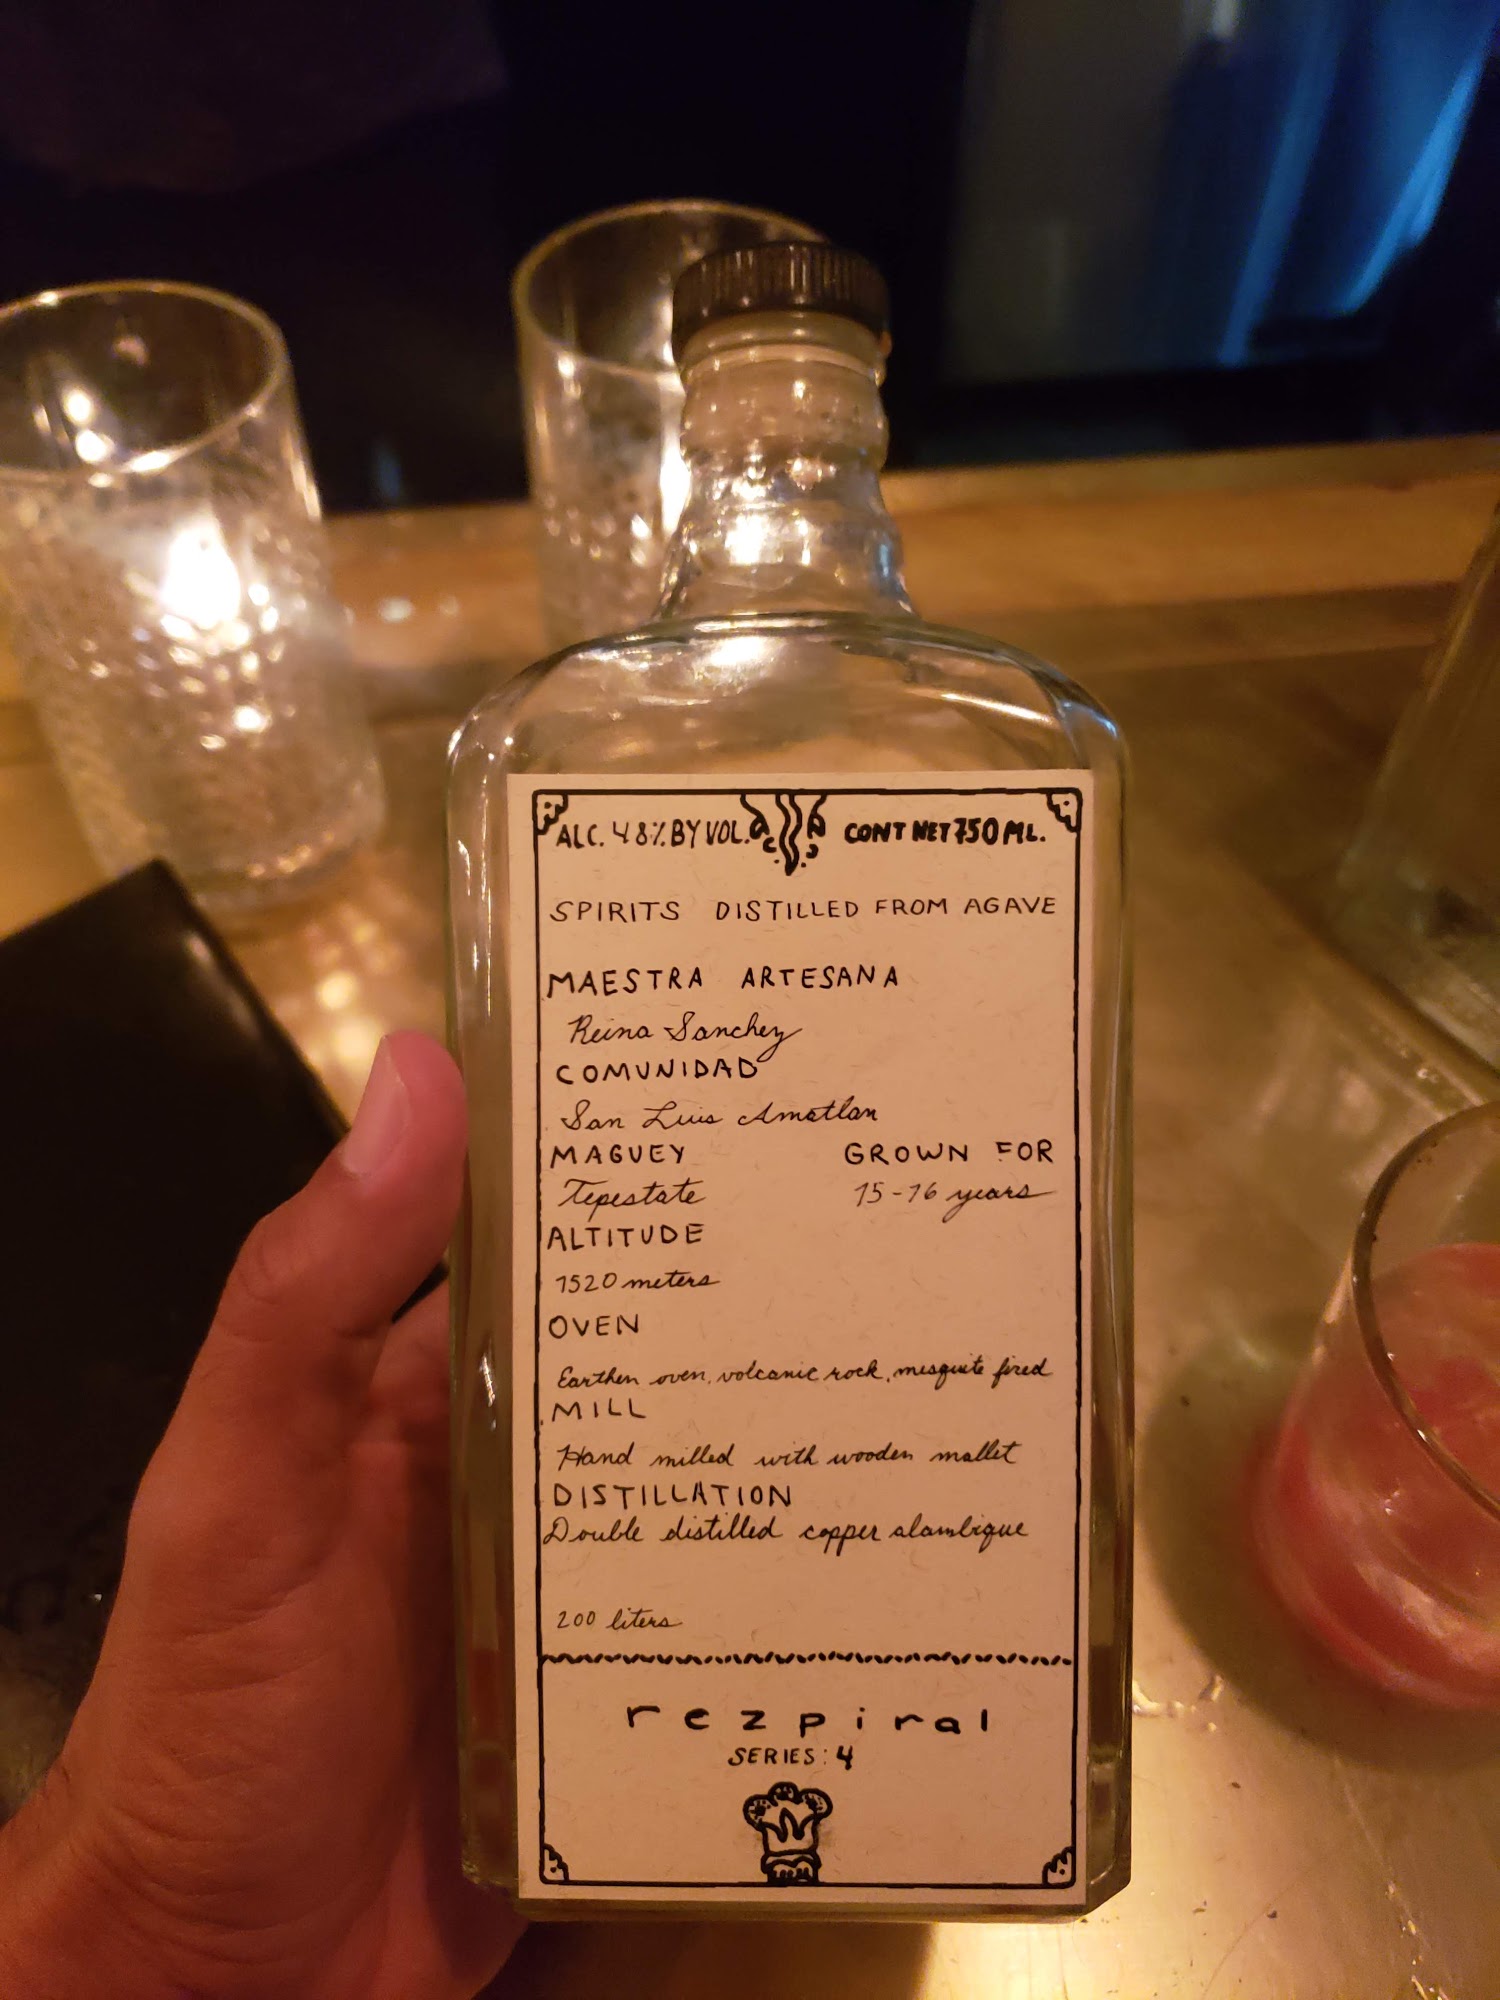 ALC. 48% BY VOL. CONT NET 750 ML.
SPIRITS DISTILLED FROM AGAVE
MAESTRA ARTESANA
Reina Sanchez
COMUNIDAD
San Luis Amatlan
MAGUEY GROWN FOR
Tepestate 15-16 years
ALTITUDE
1520 meters
OVEN
Earthen oven, volcanic rock, mesquite fired
MILL
Hand milled with wooden mallet
DISTILLATION
Double distilled copper alambique
200 liters
rezpiral
SERIES: 4